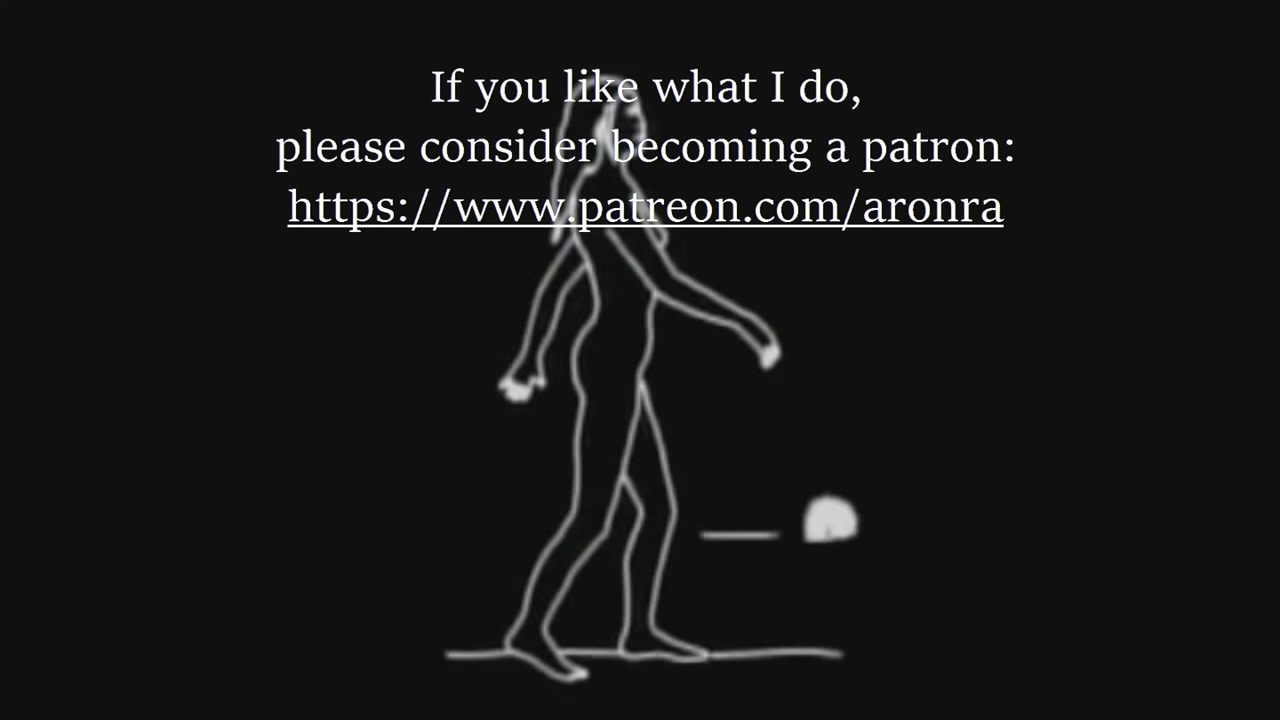 If you like what I do,
please consider becoming a patron:
https://www.patreon.com/aronra